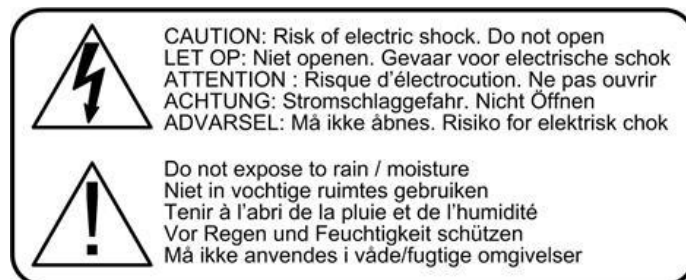 CAUTION: Risk of electric shock. Do not open
LET OP: Niet openen. Gevaar voor electrische schok
ATTENTION : Risque d'électrocution. Ne pas ouvrir
ACHTUNG: Stromschlaggefahr. Nicht Öffnen
ADVARSEL: Må ikke åbnes. Risiko for elektrisk chok
Do not expose to rain / moisture
Niet in vochtige ruimtes gebruiken
Tenir à l'abri de la pluie et de l'humidité
Vor Regen und Feuchtigkeit schützen
Må ikke anvendes i våde/fugtige omgivelser
!